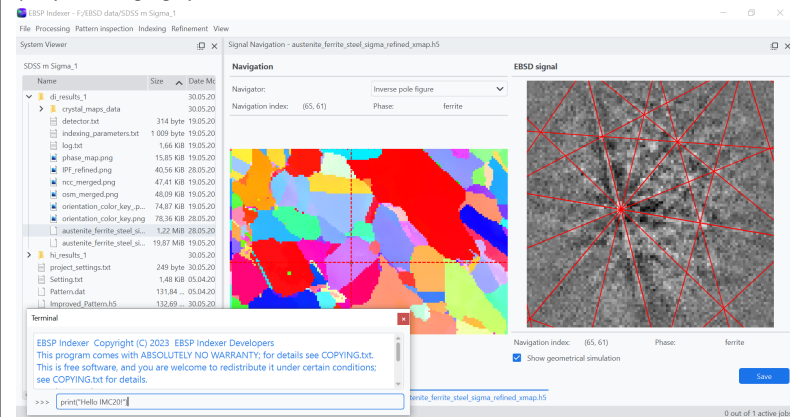 EBSP Indexer - F:/EBSD data/SDSS m Sigma_1
File Processing Pattern inspection Indexing Refinement View
System Viewer
Signal Navigation - austenite_ferrite_steel_sigma_refined_xmap.h5
SDSS m Sigma_1
Name Size Date Mo
di_results_1 30.05.20
crystal_maps_data 30.05.20
detector.txt 314 byte 19.05.20
indexing_parameters.txt 1 009 byte 19.05.20
log.txt 1,66 KiB 19.05.20
phase_map.png 15,85 KiB 19.05.20
IPF_refined.png 40,56 KiB 28.05.20
ncc_merged.png 47,41 KiB 19.05.20
osm_merged.png 48,09 KiB 19.05.20
orientation_color_key_p... 74,87 KiB 19.05.20
orientation_color_key.png 78,36 KiB 28.05.20
austenite_ferrite_steel_si... 1,22 MiB 28.05.20
austenite_ferrite_steel_si... 19,87 MiB 19.05.20
hi_results_1 30.05.20
project_settings.txt 249 byte 30.05.20
Setting.txt 1,48 KiB 05.04.20
Pattern.dat 131,84 ... 05.04.20
Improved_Pattern.h5 132,69 ... 30.05.20
Navigation
Navigator: Inverse pole figure
Navigation index: (65, 61) Phase: ferrite
EBSD signal
Navigation index: (65, 61) Phase: ferrite
Show geometrical simulation
Save
Terminal
EBSP Indexer Copyright (C) 2023 EBSP Indexer Developers
This program comes with ABSOLUTELY NO WARRANTY; for details see COPYING.txt.
This is free software, and you are welcome to redistribute it under certain conditions;
see COPYING.txt for details.
>>> print("Hello IMC20!")
tenite_ferrite_steel_sigma_refined_xmap.h5
0 out of 1 active jobs